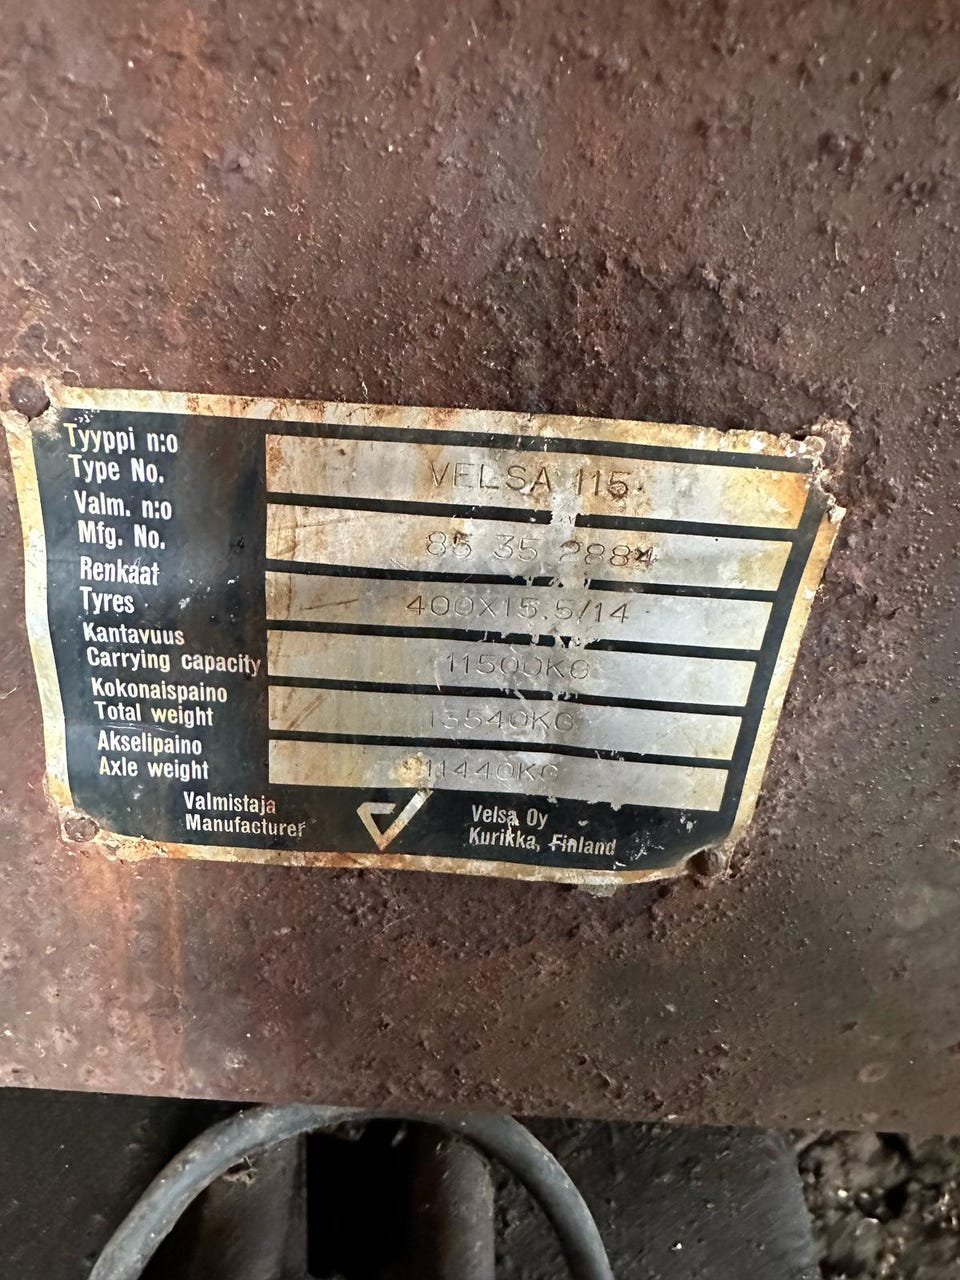 Tyyppi n:o
Type No.
VELSA 115
Valm. n:o
Mfg. No.
85 35 2884
Renkaat
Tyres
400X15.5/14
Kantavuus
Carrying capacity
11500KG
Kokonaispaino
Total weight
13540KG
Akselipaino
Axle weight
11440KG
Valmistaja
Manufacturer
Velsa Oy
Kurikka, Finland